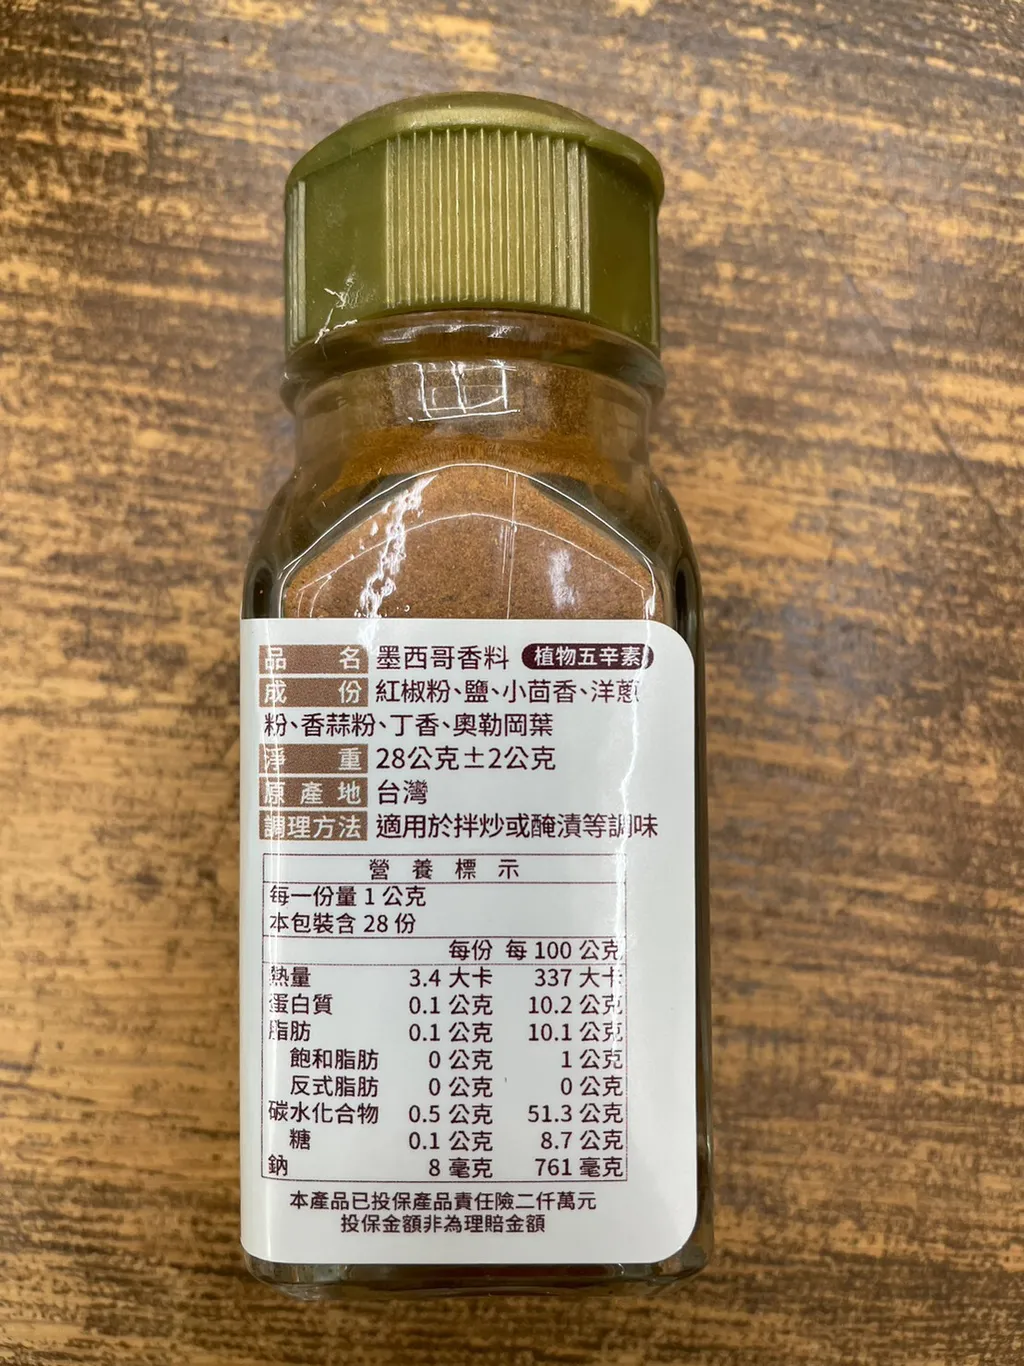 品名 墨西哥香料 植物五辛素
成份 紅椒粉、鹽、小茴香、洋蔥
粉、香蒜粉、丁香、奧勒岡葉
淨重 28公克±2公克
原產地 台灣
調理方法 適用於拌炒或醃漬等調味
營養標示
每一份量 1 公克
本包裝含 28 份
每份 每 100 公克
熱量 3.4 大卡 337 大卡
蛋白質 0.1 公克 10.2 公克
脂肪 0.1 公克 10.1 公克
飽和脂肪 0 公克 1 公克
反式脂肪 0 公克 0 公克
碳水化合物 0.5 公克 51.3 公克
糖 0.1 公克 8.7 公克
鈉 8 毫克 761 毫克
本產品已投保產品責任險二仟萬元
投保金額非為理賠金額